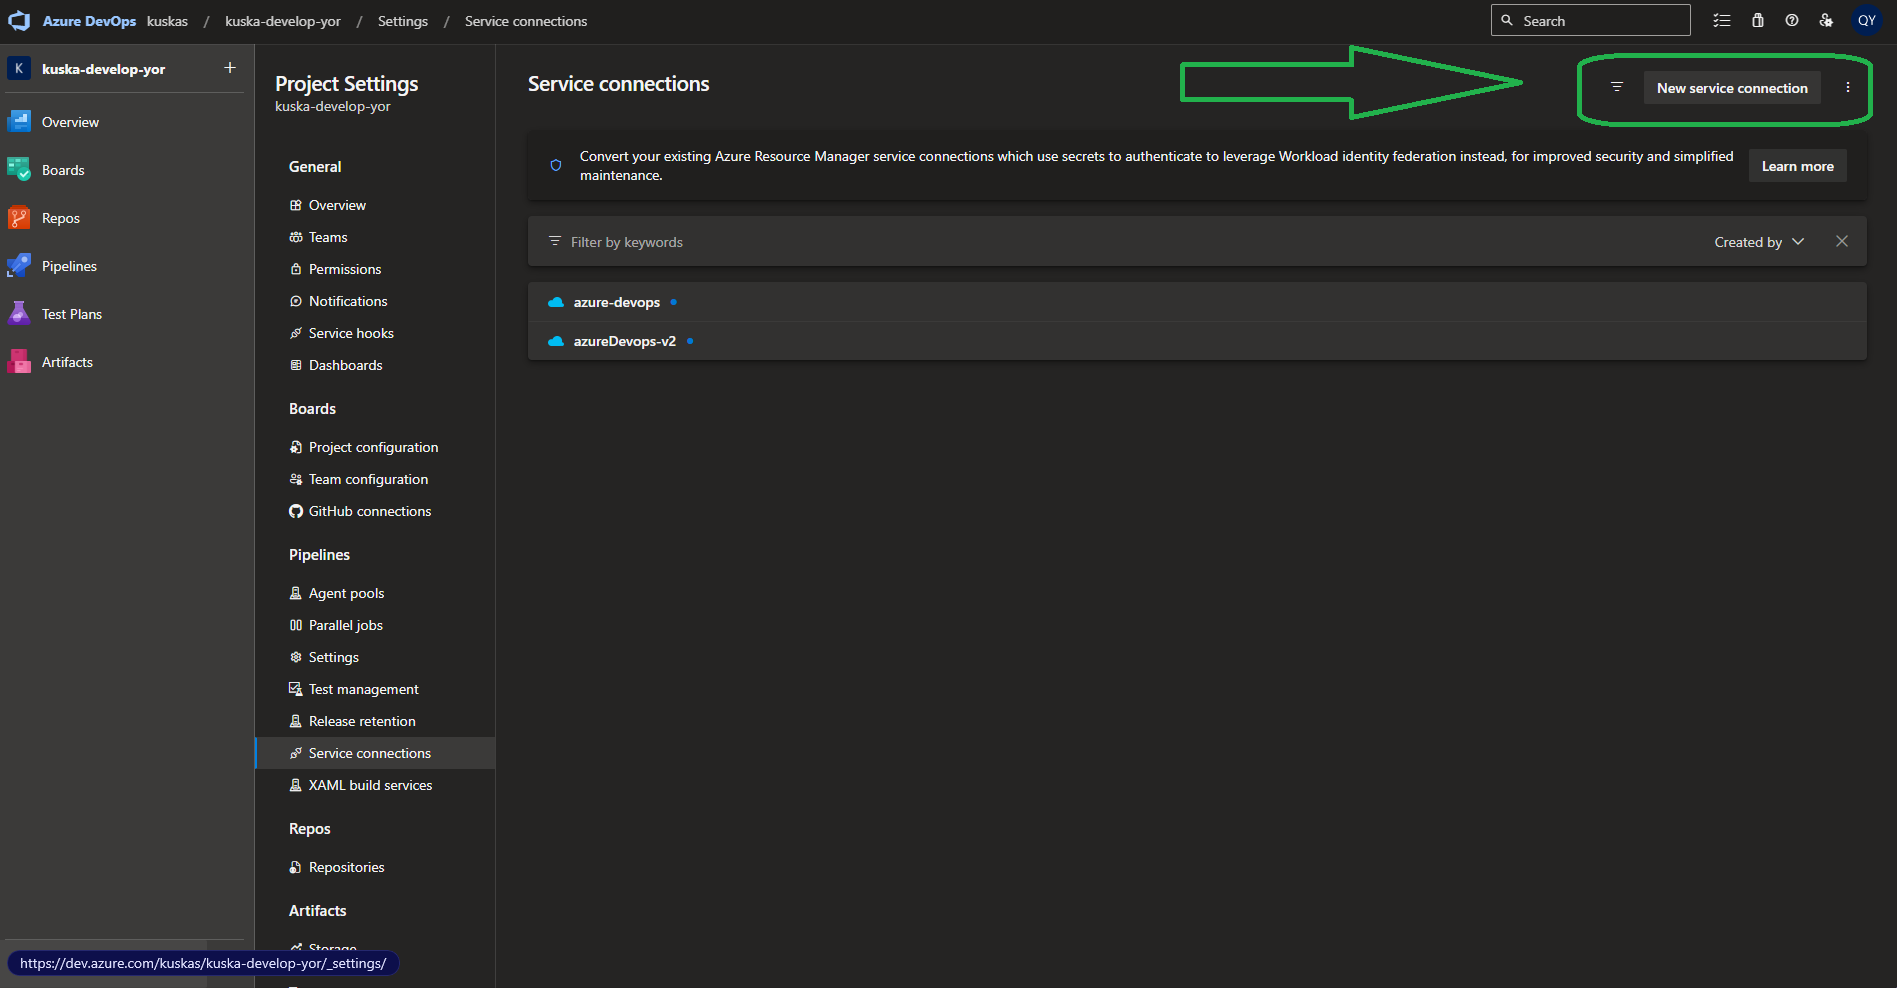 Azure DevOps kuskas / kuska-develop-yor / Settings / Service connections
Search
QY
K kuska-develop-yor +
Overview
Boards
Repos
Pipelines
Test Plans
Artifacts
https://dev.azure.com/kuskas/kuska-develop-yor/_settings/
Project Settings
kuska-develop-yor
General
Overview
Teams
Permissions
Notifications
Service hooks
Dashboards
Boards
Project configuration
Team configuration
GitHub connections
Pipelines
Agent pools
Parallel jobs
Settings
Test management
Release retention
Service connections
XAML build services
Repos
Repositories
Artifacts
Storage
Service connections
New service connection
Convert your existing Azure Resource Manager service connections which use secrets to authenticate to leverage Workload identity federation instead, for improved security and simplified
maintenance.
Learn more
Filter by keywords
Created by
azure-devops
azureDevops-v2